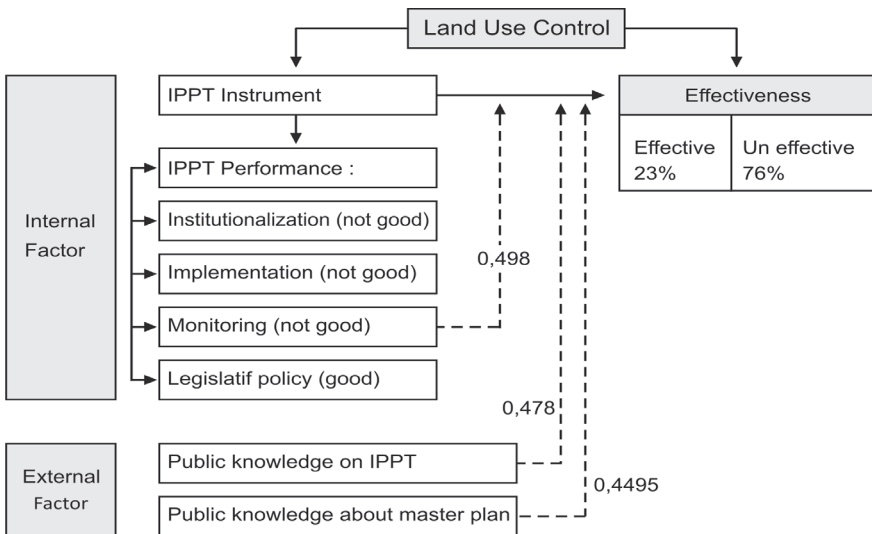 Land Use Control
IPPT Instrument
Effectiveness
Effective
23%
Un effective
76%
Internal
Factor
IPPT Performance :
Institutionalization (not good)
Implementation (not good)
Monitoring (not good)
Legislatif policy (good)
0,498
0,478
0,4495
External
Factor
Public knowledge on IPPT
Public knowledge about master plan